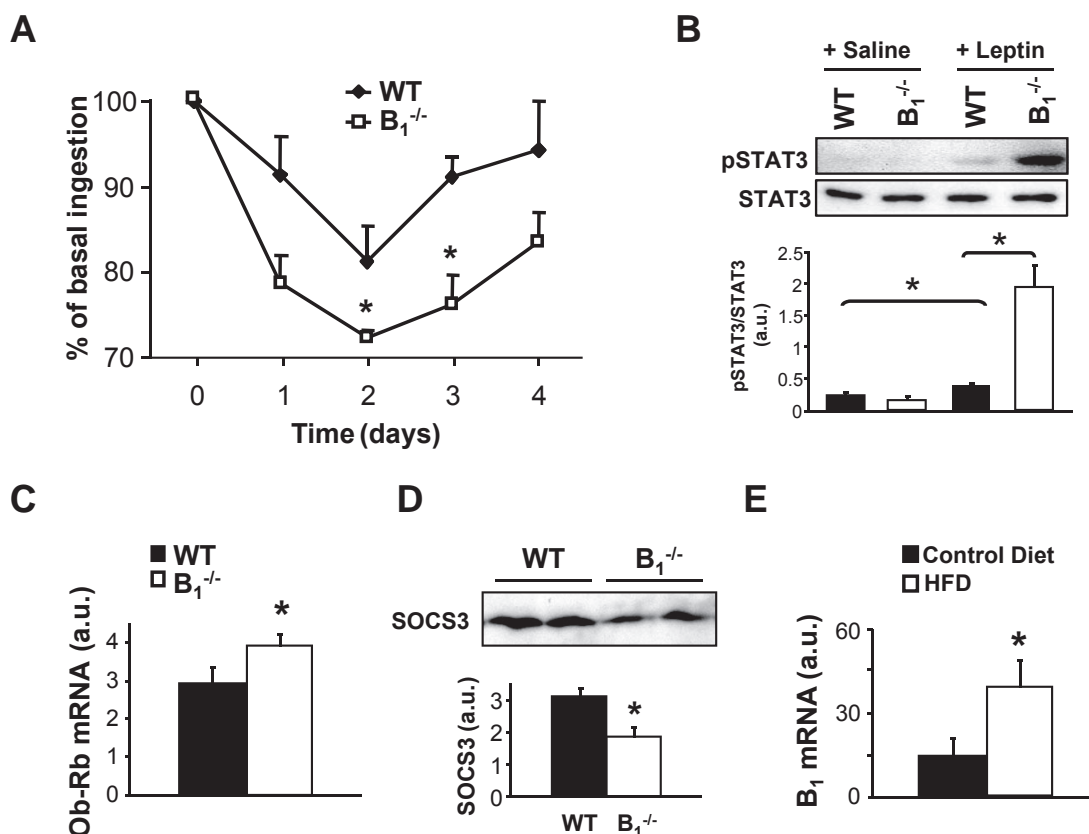 A
WT
B₁⁻/⁻
% of basal ingestion
100
90
80
70
*
*
0 1 2 3 4
Time (days)
B
+ Saline + Leptin
WT B₁⁻/⁻ WT B₁⁻/⁻
pSTAT3
STAT3
pSTAT3/STAT3
(a.u.)
2.5
2
1.5
1
0.5
0
*
*
C
WT
B₁⁻/⁻
Ob-Rb mRNA (a.u.)
4
3
2
1
0
*
D
WT B₁⁻/⁻
SOCS3
SOCS3 (a.u.)
3
2
1
0
*
WT B₁⁻/⁻
E
Control Diet
HFD
B₁ mRNA (a.u.)
60
30
0
*